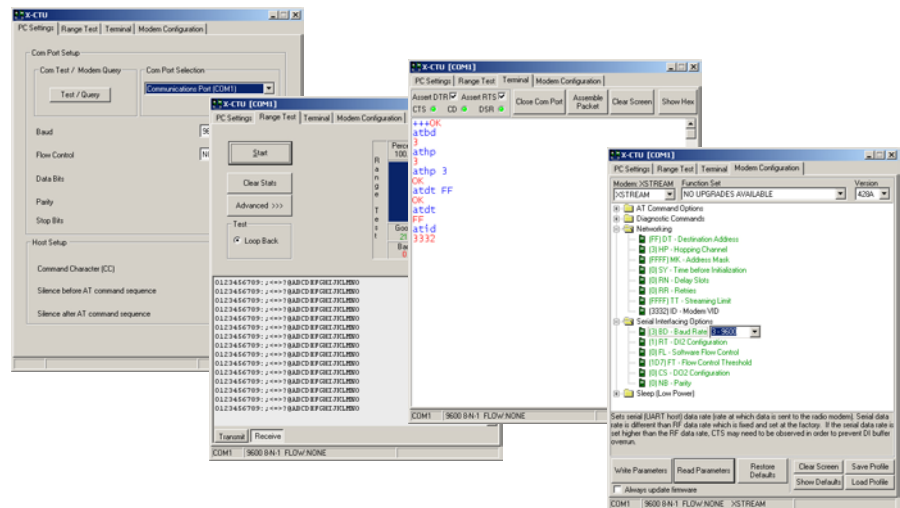 X-CTU
PC Settings Range Test Terminal Modem Configuration
Com Port Setup
Com Test / Modem Query
Com Port Selection
Test / Query
Communications Port (COM1)
Baud
Flow Control
Data Bits
Parity
Stop Bits
Host Setup
Command Character (CC)
Silence before AT command sequence
Silence after AT command sequence
X-CTU [COM1]
PC Settings Range Test Terminal Modem Configuration
Start
Clear Stats
Advanced >>>
Test
Loop Back
Range Test
0123456789:;<=>?@ABCDEFGHIJKLMNO
0123456789:;<=>?@ABCDEFGHIJKLMNO
0123456789:;<=>?@ABCDEFGHIJKLMNO
0123456789:;<=>?@ABCDEFGHIJKLMNO
0123456789:;<=>?@ABCDEFGHIJKLMNO
0123456789:;<=>?@ABCDEFGHIJKLMNO
0123456789:;<=>?@ABCDEFGHIJKLMNO
0123456789:;<=>?@ABCDEFGHIJKLMNO
0123456789:;<=>?@ABCDEFGHIJKLMNO
0123456789:;<=>?@ABCDEFGHIJKLMNO
0123456789:;<=>?@ABCDEFGHIJKLMNO
0123456789:;<=>?@ABCDEFGHIJKLMNO
0123456789:;<=>?@ABCDEFGHIJKLMNO
Transmit Receive
COM1 9600 8-N-1 FLOW:NONE
X-CTU [COM1]
PC Settings Range Test Terminal Modem Configuration
Assert DTR Assert RTS
CTS CD DSR
Close Com Port
Assemble Packet
Clear Screen
Show Hex
+++OK
atbd
3
athp
3
athp 3
OK
atdt FF
OK
atdt
FF
atid
3332
COM1 9600 8-N-1 FLOW:NONE
X-CTU [COM1]
PC Settings Range Test Terminal Modem Configuration
Modem: XSTREAM Function Set Version
XSTREAM NO UPGRADES AVAILABLE 428A
AT Command Options
Diagnostic Commands
Networking
(FF) DT - Destination Address
(3) HP - Hopping Channel
(FFFF) MK - Address Mask
(0) SY - Time before Initialization
(0) RN - Delay Slots
(0) RR - Retries
(FFFF) TT - Streaming Limit
(3332) ID - Modem VID
Serial Interfacing Options
(3) BD - Baud Rate 3 - 9600
(1) RT - DI2 Configuration
(0) FL - Software Flow Control
(1D7) FT - Flow Control Threshold
(0) CS - DO2 Configuration
(0) NB - Parity
Sleep (Low Power)
Sets serial (UART host) data rate (rate at which data is sent to the radio modem). Serial data
rate is different than RF data rate which is fixed and set at the factory. If the serial data rate is
set higher than the RF data rate, CTS may need to be observed in order to prevent DI buffer
overrun.
Write Parameters Read Parameters Restore Defaults Clear Screen Save Profile
Show Defaults Load Profile
Always update firmware
COM1 9600 8-N-1 FLOW:NONE XSTREAM